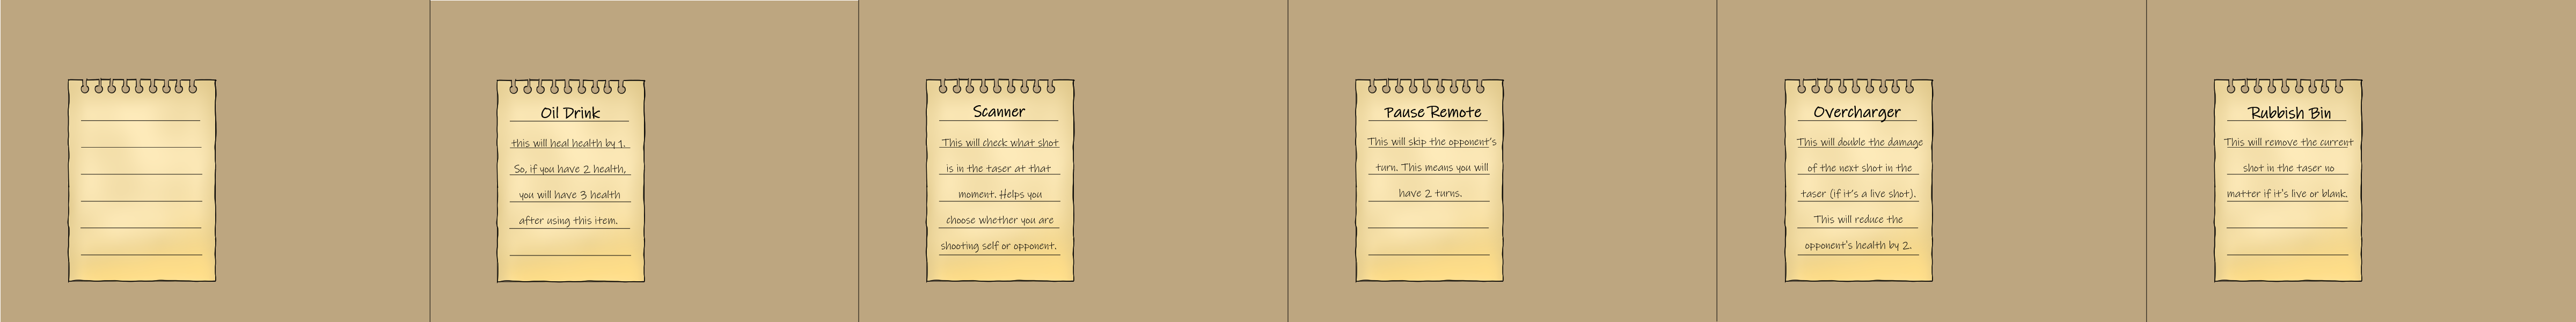 Oil Drink
this will heal health by 1.
So, if you have 2 health,
you will have 3 health
after using this item.
Scanner
This will check what shot
is in the taser at that
moment. Helps you
choose whether you are
shooting self or opponent.
Pause Remote
This will skip the opponent's
turn. This means you will
have 2 turns.
Overcharger
This will double the damage
of the next shot in the
taser (if it's a live shot).
This will reduce the
opponent's health by 2.
Rubbish Bin
This will remove the current
shot in the taser no
matter if it's live or blank.